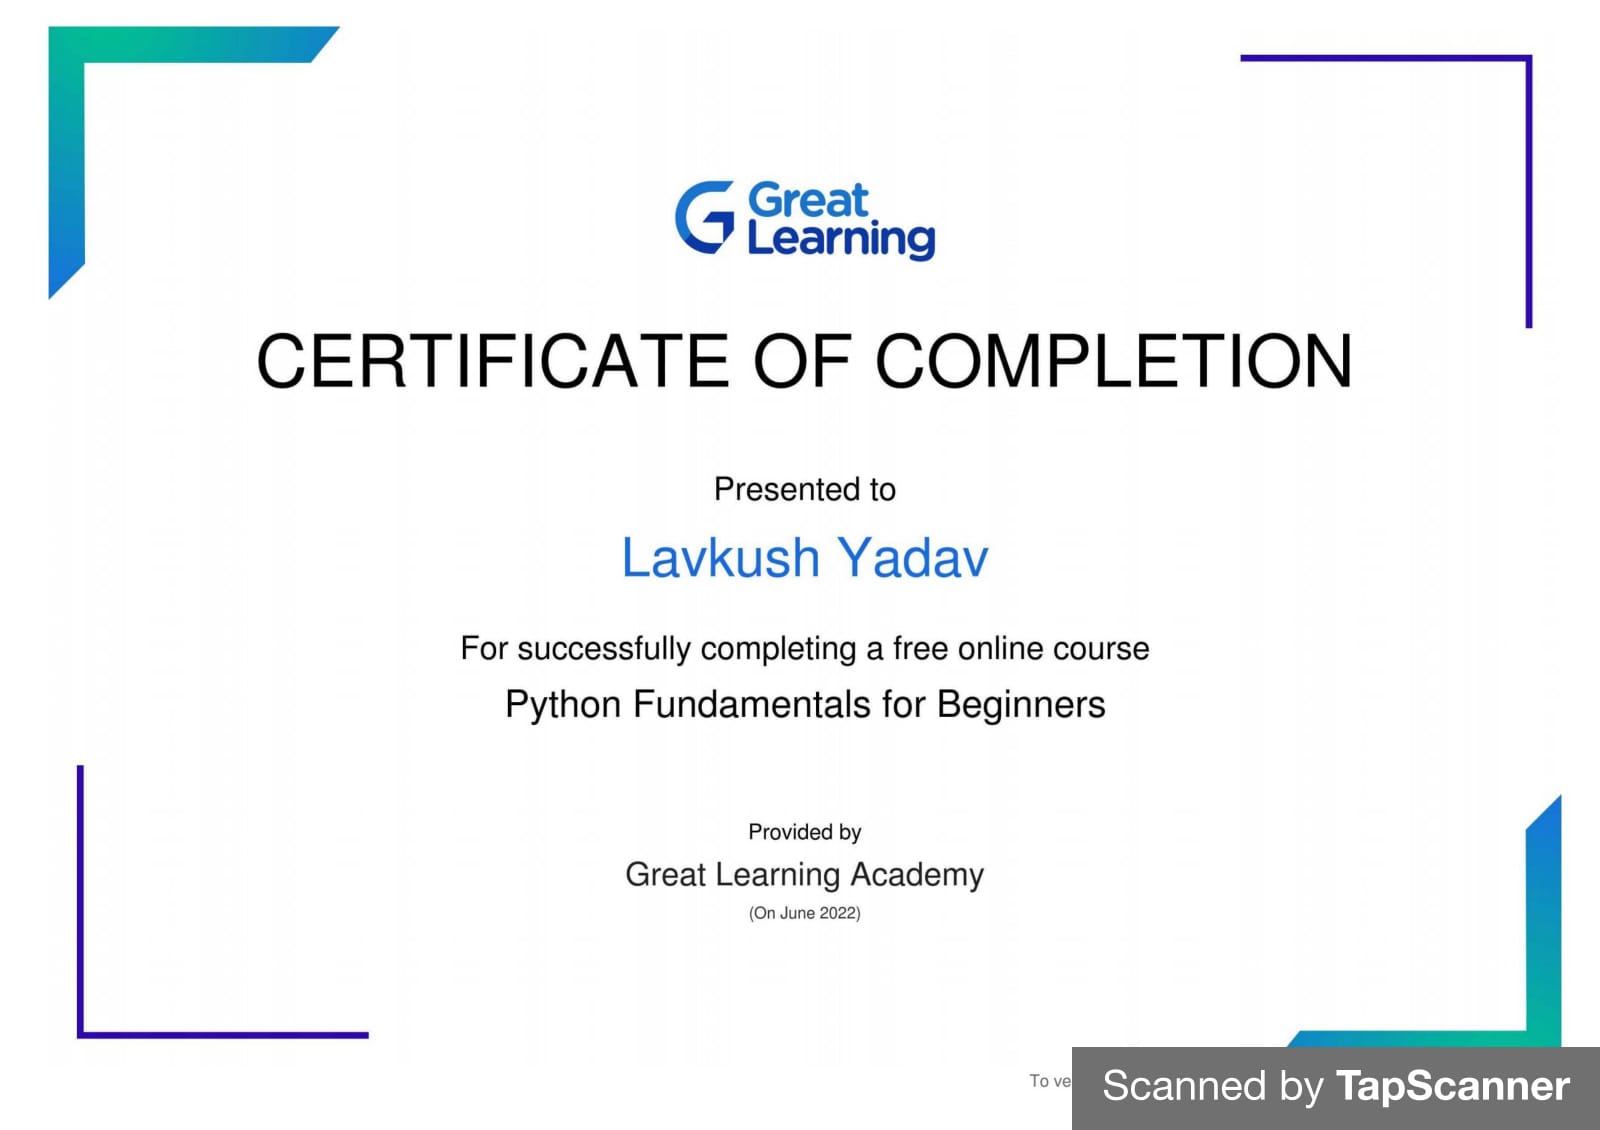 Great
Learning
CERTIFICATE OF COMPLETION
Presented to
Lavkush Yadav
For successfully completing a free online course
Python Fundamentals for Beginners
Provided by
Great Learning Academy
(On June 2022)
To ve
Scanned by TapScanner